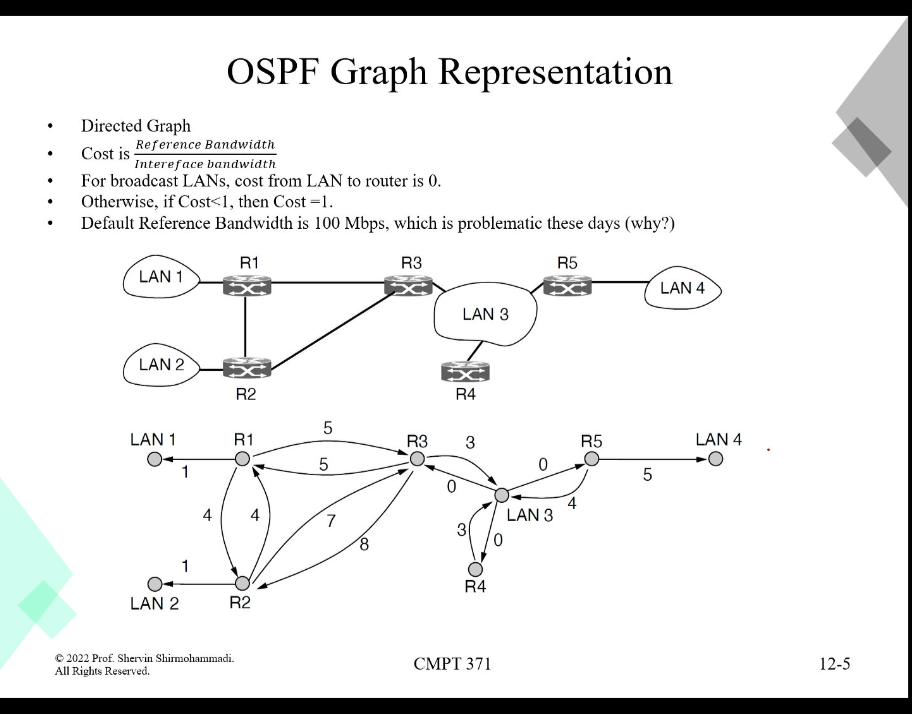 OSPF Graph Representation
• Directed Graph
• Cost is Reference Bandwidth
Intereface bandwidth
• For broadcast LANs, cost from LAN to router is 0.
• Otherwise, if Cost<1, then Cost =1.
• Default Reference Bandwidth is 100 Mbps, which is problematic these days (why?)
R1 R3 R5
LAN 1
LAN 4
LAN 3
LAN 2
R2 R4
5
LAN 1 R1 R3 3 R5 LAN 4
1 5 0 0 5
4 4 7 LAN 3 4
8 3 0
1
LAN 2 R2 R4
© 2022 Prof. Shervin Shirmohammadi.
All Rights Reserved.
CMPT 371
12-5